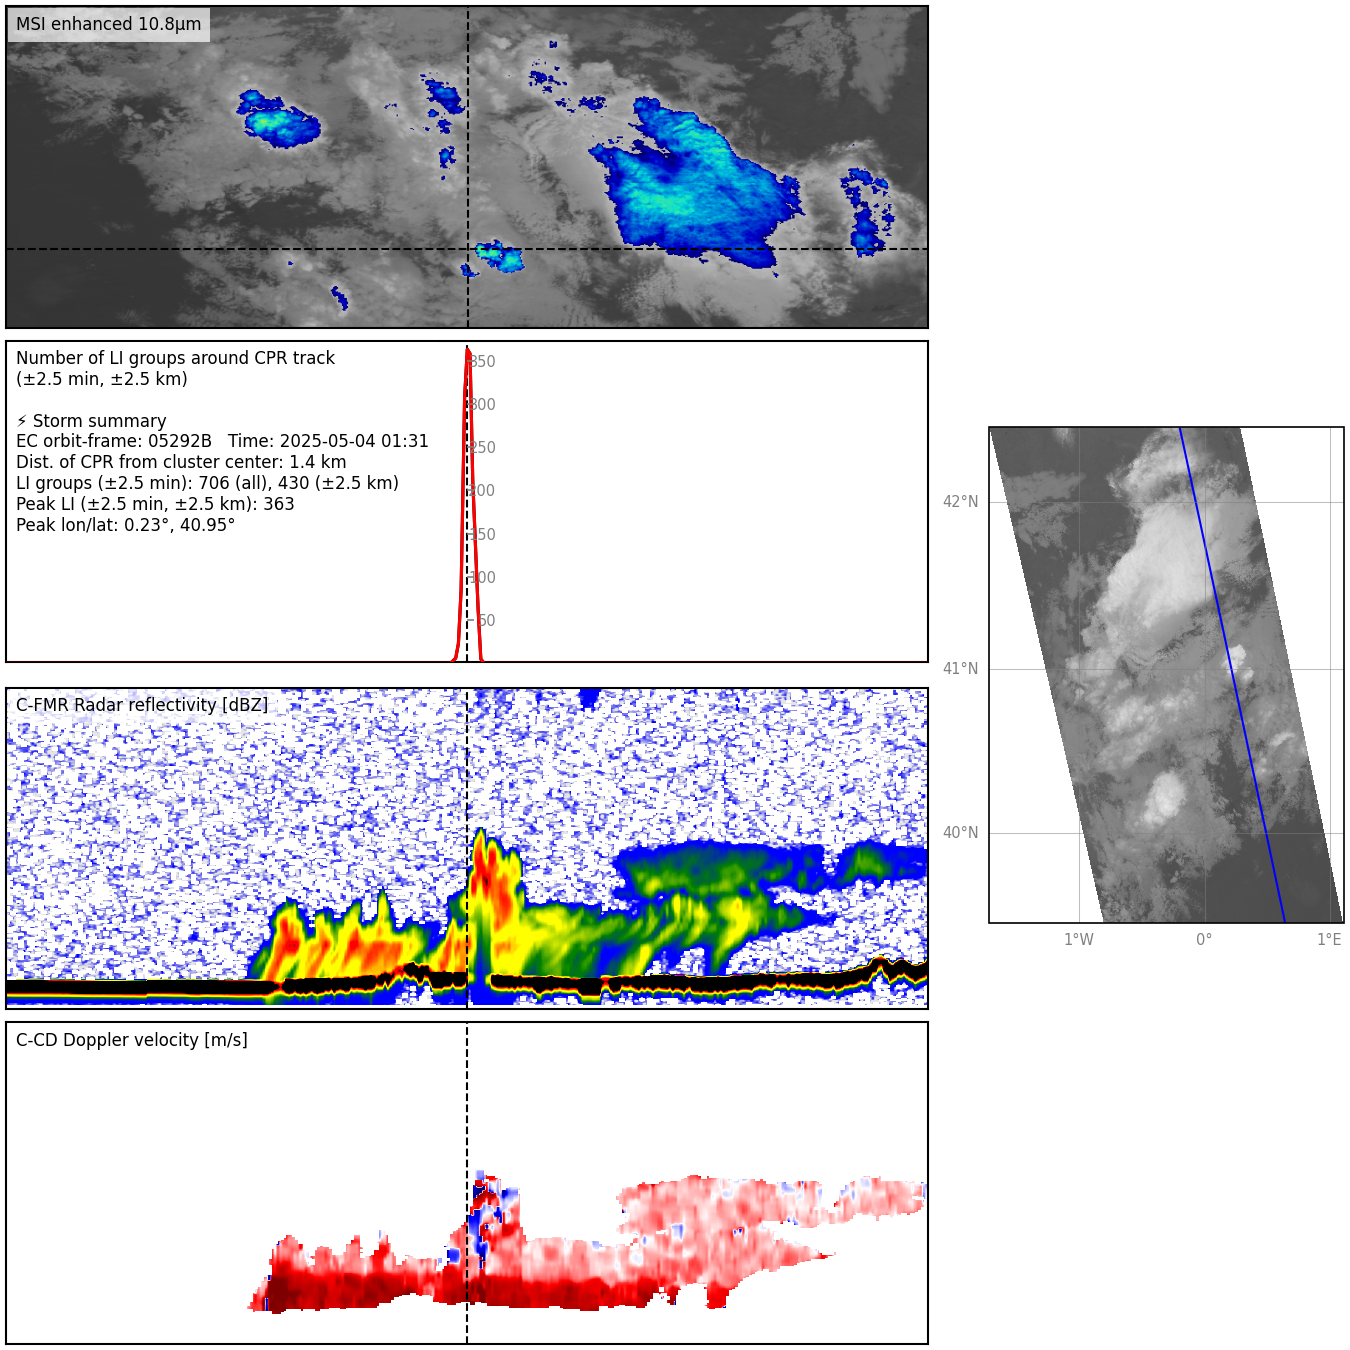 MSI enhanced 10.8µm
Number of LI groups around CPR track
(±2.5 min, ±2.5 km)
⚡ Storm summary
EC orbit-frame: 05292B   Time: 2025-05-04 01:31
Dist. of CPR from cluster center: 1.4 km
LI groups (±2.5 min): 706 (all), 430 (±2.5 km)
Peak LI (±2.5 min, ±2.5 km): 363
Peak lon/lat: 0.23°, 40.95°
350
300
250
200
150
100
50
42°N
41°N
40°N
1°W
0°
1°E
C-FMR Radar reflectivity [dBZ]
C-CD Doppler velocity [m/s]